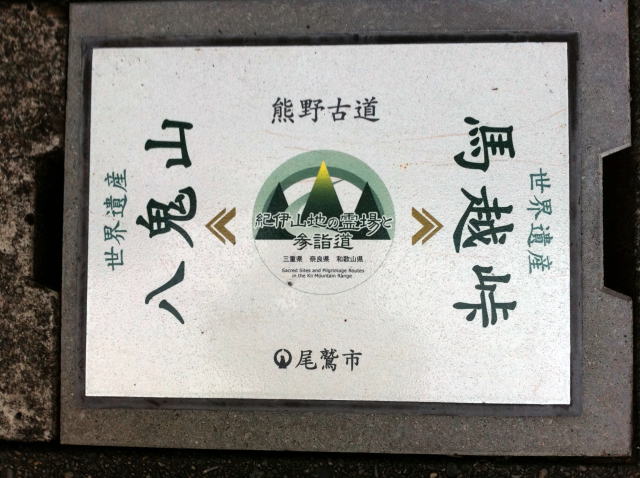 熊野古道
世界遺産
馬越峠
世界遺産
八鬼山
紀伊山地の霊場と
参詣道
三重県 奈良県 和歌山県
Sacred Sites and Pilgrimage Routes
in the Kii Mountain Range
尾鷲市